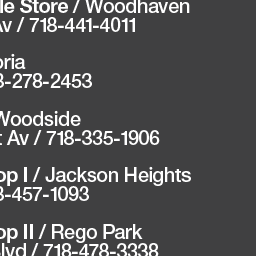 le Store / Woodhaven
Av / 718-441-4011
oria
8-278-2453
Woodside
t Av / 718-335-1906
op I / Jackson Heights
8-457-1093
op II / Rego Park
lvd / 718-478-3338